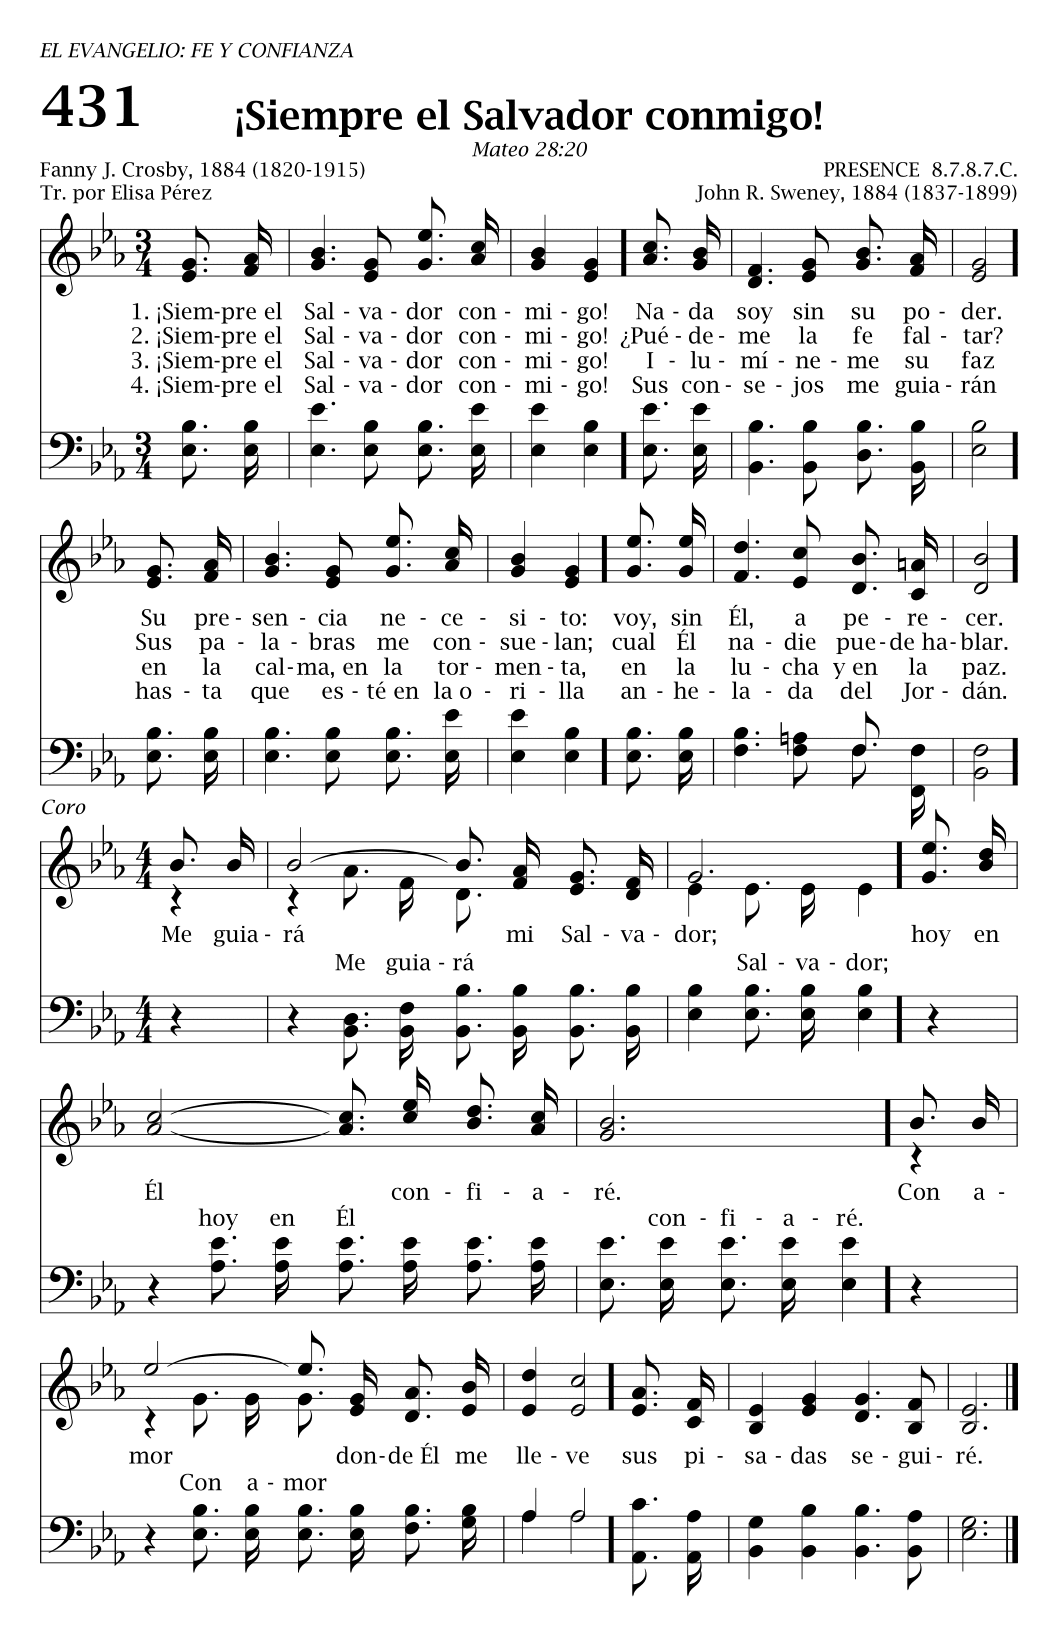 EL EVANGELIO: FE Y CONFIANZA
431 ¡Siempre el Salvador conmigo!
Mateo 28:20
Fanny J. Crosby, 1884 (1820-1915) PRESENCE 8.7.8.7.C.
Tr. por Elisa Pérez John R. Sweney, 1884 (1837-1899)
1. ¡Siem-pre el Sal - va - dor con - mi - go! Na - da soy sin su po - der.
2. ¡Siem-pre el Sal - va - dor con - mi - go! ¿Pué - de - me la fe fal - tar?
3. ¡Siem-pre el Sal - va - dor con - mi - go! I - lu - mí - ne - me su faz
4. ¡Siem-pre el Sal - va - dor con - mi - go! Sus con - se - jos me guia - rán
Su pre - sen - cia ne - ce - si - to: voy, sin Él, a pe - re - cer.
Sus pa - la - bras me con - sue - lan; cual Él na - die pue - de ha - blar.
en la cal - ma, en la tor - men - ta, en la lu - cha y en la paz.
has - ta que es - té en la o - ri - lla an - he - la - da del Jor - dán.
Coro
Me guia - rá mi Sal - va - dor; hoy en
Me guia - rá Sal - va - dor;
Él con - fi - a - ré. Con a -
hoy en Él con - fi - a - ré.
mor don - de Él me lle - ve sus pi - sa - das se - gui - ré.
Con a - mor